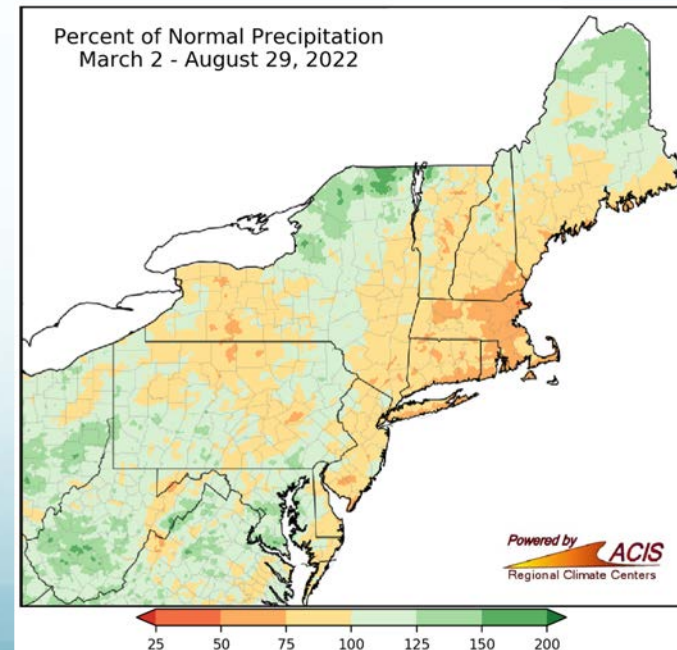 Percent of Normal Precipitation
March 2 - August 29, 2022
Powered by
ACIS
Regional Climate Centers
25 50 75 100 125 150 200